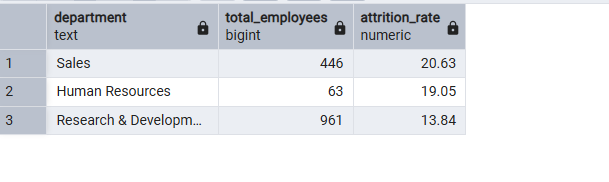 department total_employees attrition_rate
text bigint numeric
1 Sales 446 20.63
2 Human Resources 63 19.05
3 Research & Developm... 961 13.84